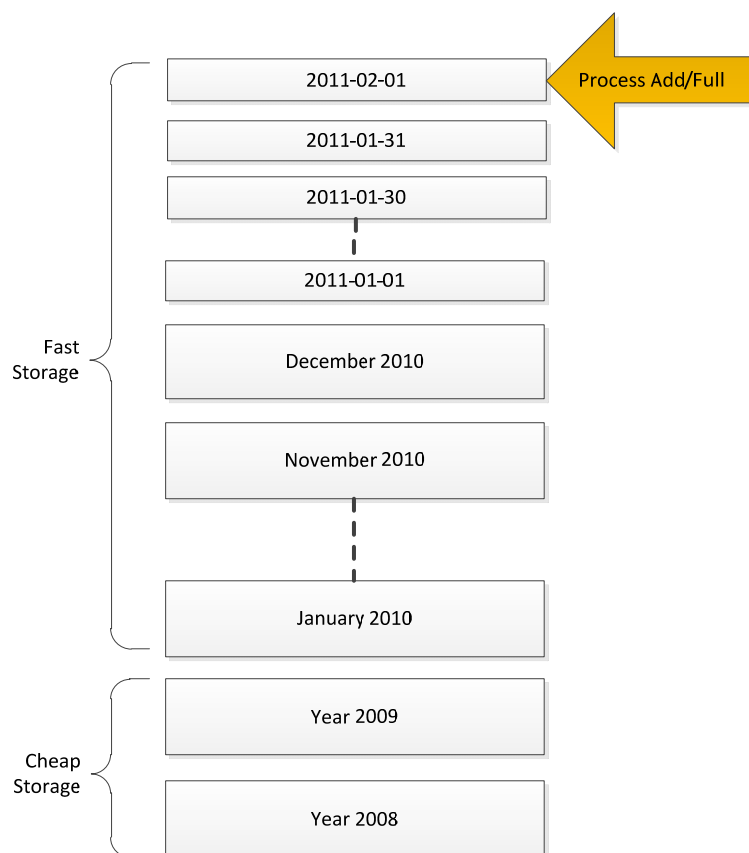 2011-02-01
Process Add/Full
2011-01-31
2011-01-30
2011-01-01
Fast
Storage
December 2010
November 2010
January 2010
Year 2009
Cheap
Storage
Year 2008